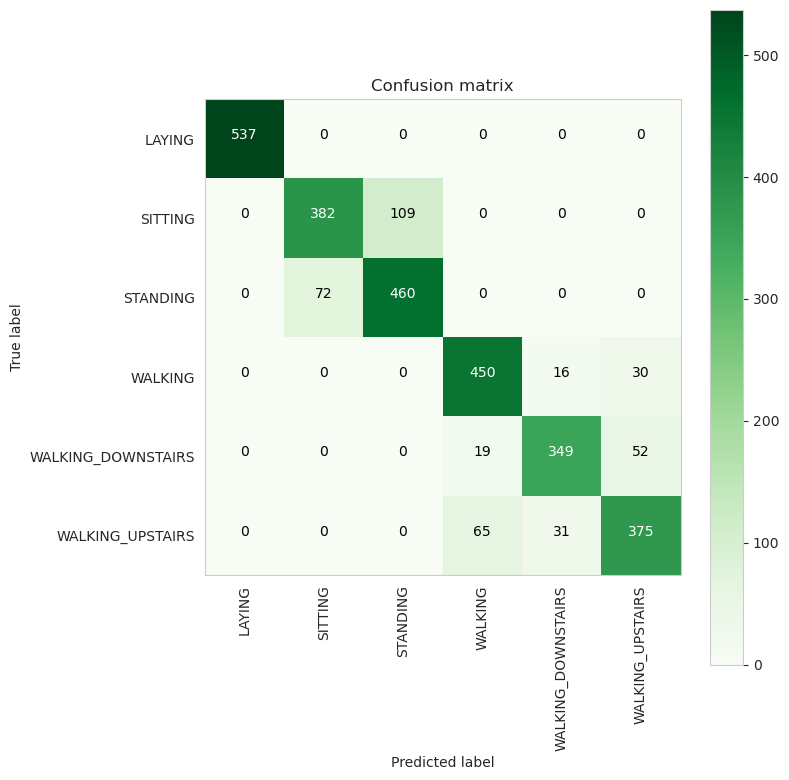 Confusion matrix
True label
LAYING 537 0 0 0 0 0
SITTING 0 382 109 0 0 0
STANDING 0 72 460 0 0 0
WALKING 0 0 0 450 16 30
WALKING_DOWNSTAIRS 0 0 0 19 349 52
WALKING_UPSTAIRS 0 0 0 65 31 375
LAYING
SITTING
STANDING
WALKING
WALKING_DOWNSTAIRS
WALKING_UPSTAIRS
Predicted label
500
400
300
200
100
0